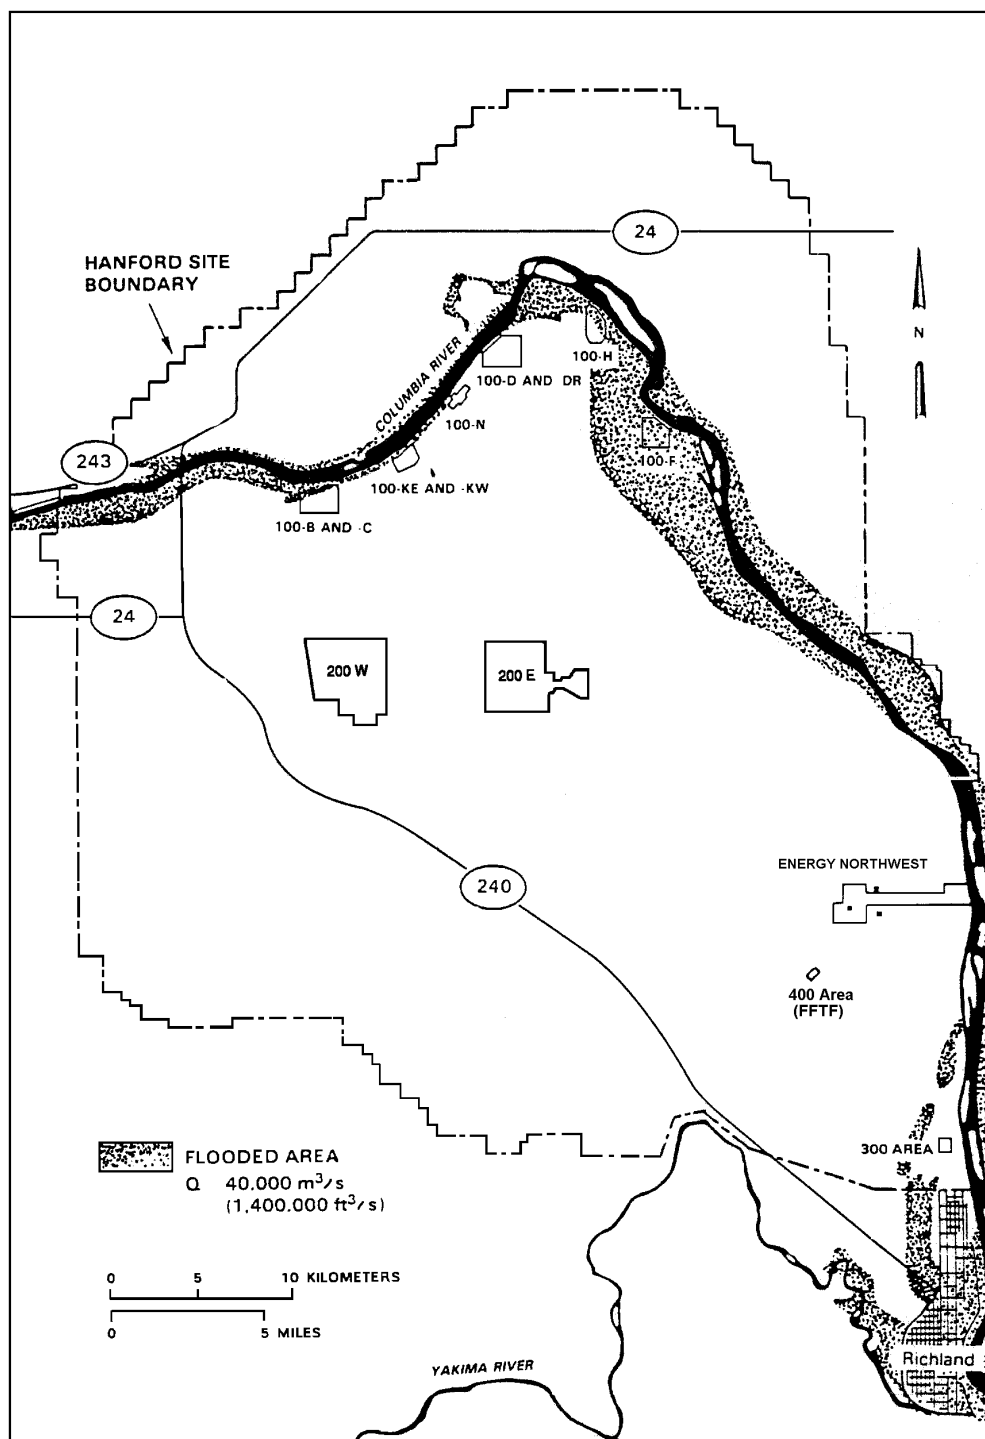 24
HANFORD SITE
BOUNDARY
N
COLUMBIA RIVER
100-H
100-D AND DR
100-N
243
100-F
100-KE AND -KW
100-B AND -C
24
200 W
200 E
ENERGY NORTHWEST
240
400 Area
(FFTF)
300 AREA
FLOODED AREA
Q 40.000 m³/s
(1,400.000 ft³/s)
0 5 10 KILOMETERS
0 5 MILES
Richland
YAKIMA RIVER